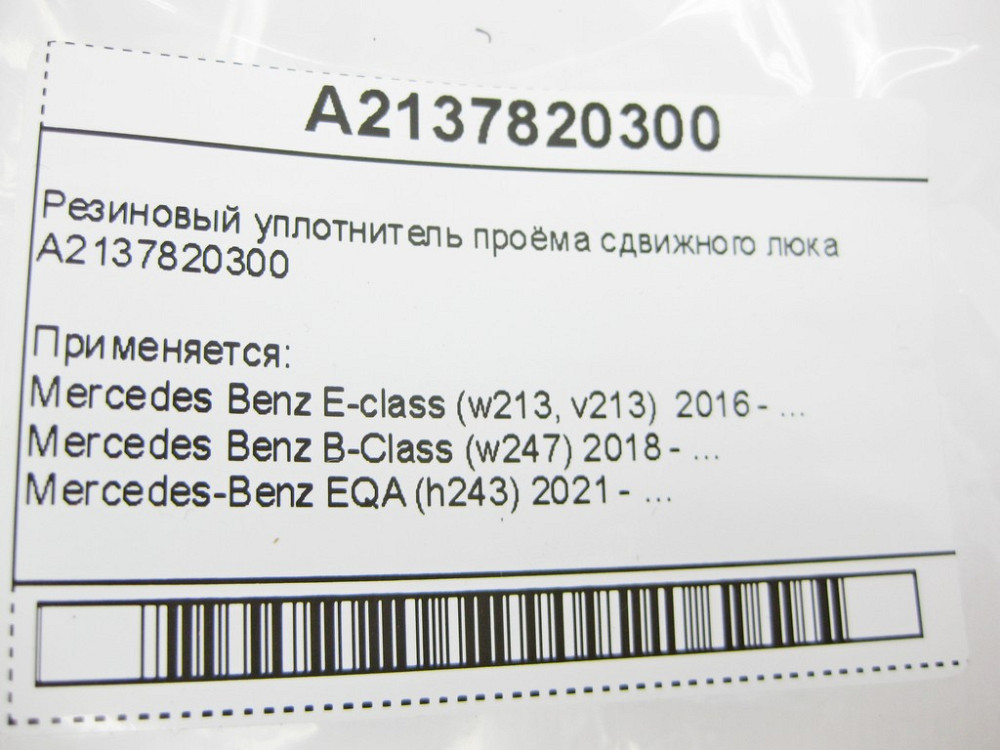 A2137820300
Резиновый уплотнитель проёма сдвижного люка
A2137820300
Применяется:
Mercedes Benz E-class (w213, v213) 2016 - ...
Mercedes Benz B-Class (w247) 2018 - ...
Mercedes-Benz EQA (h243) 2021 - ...